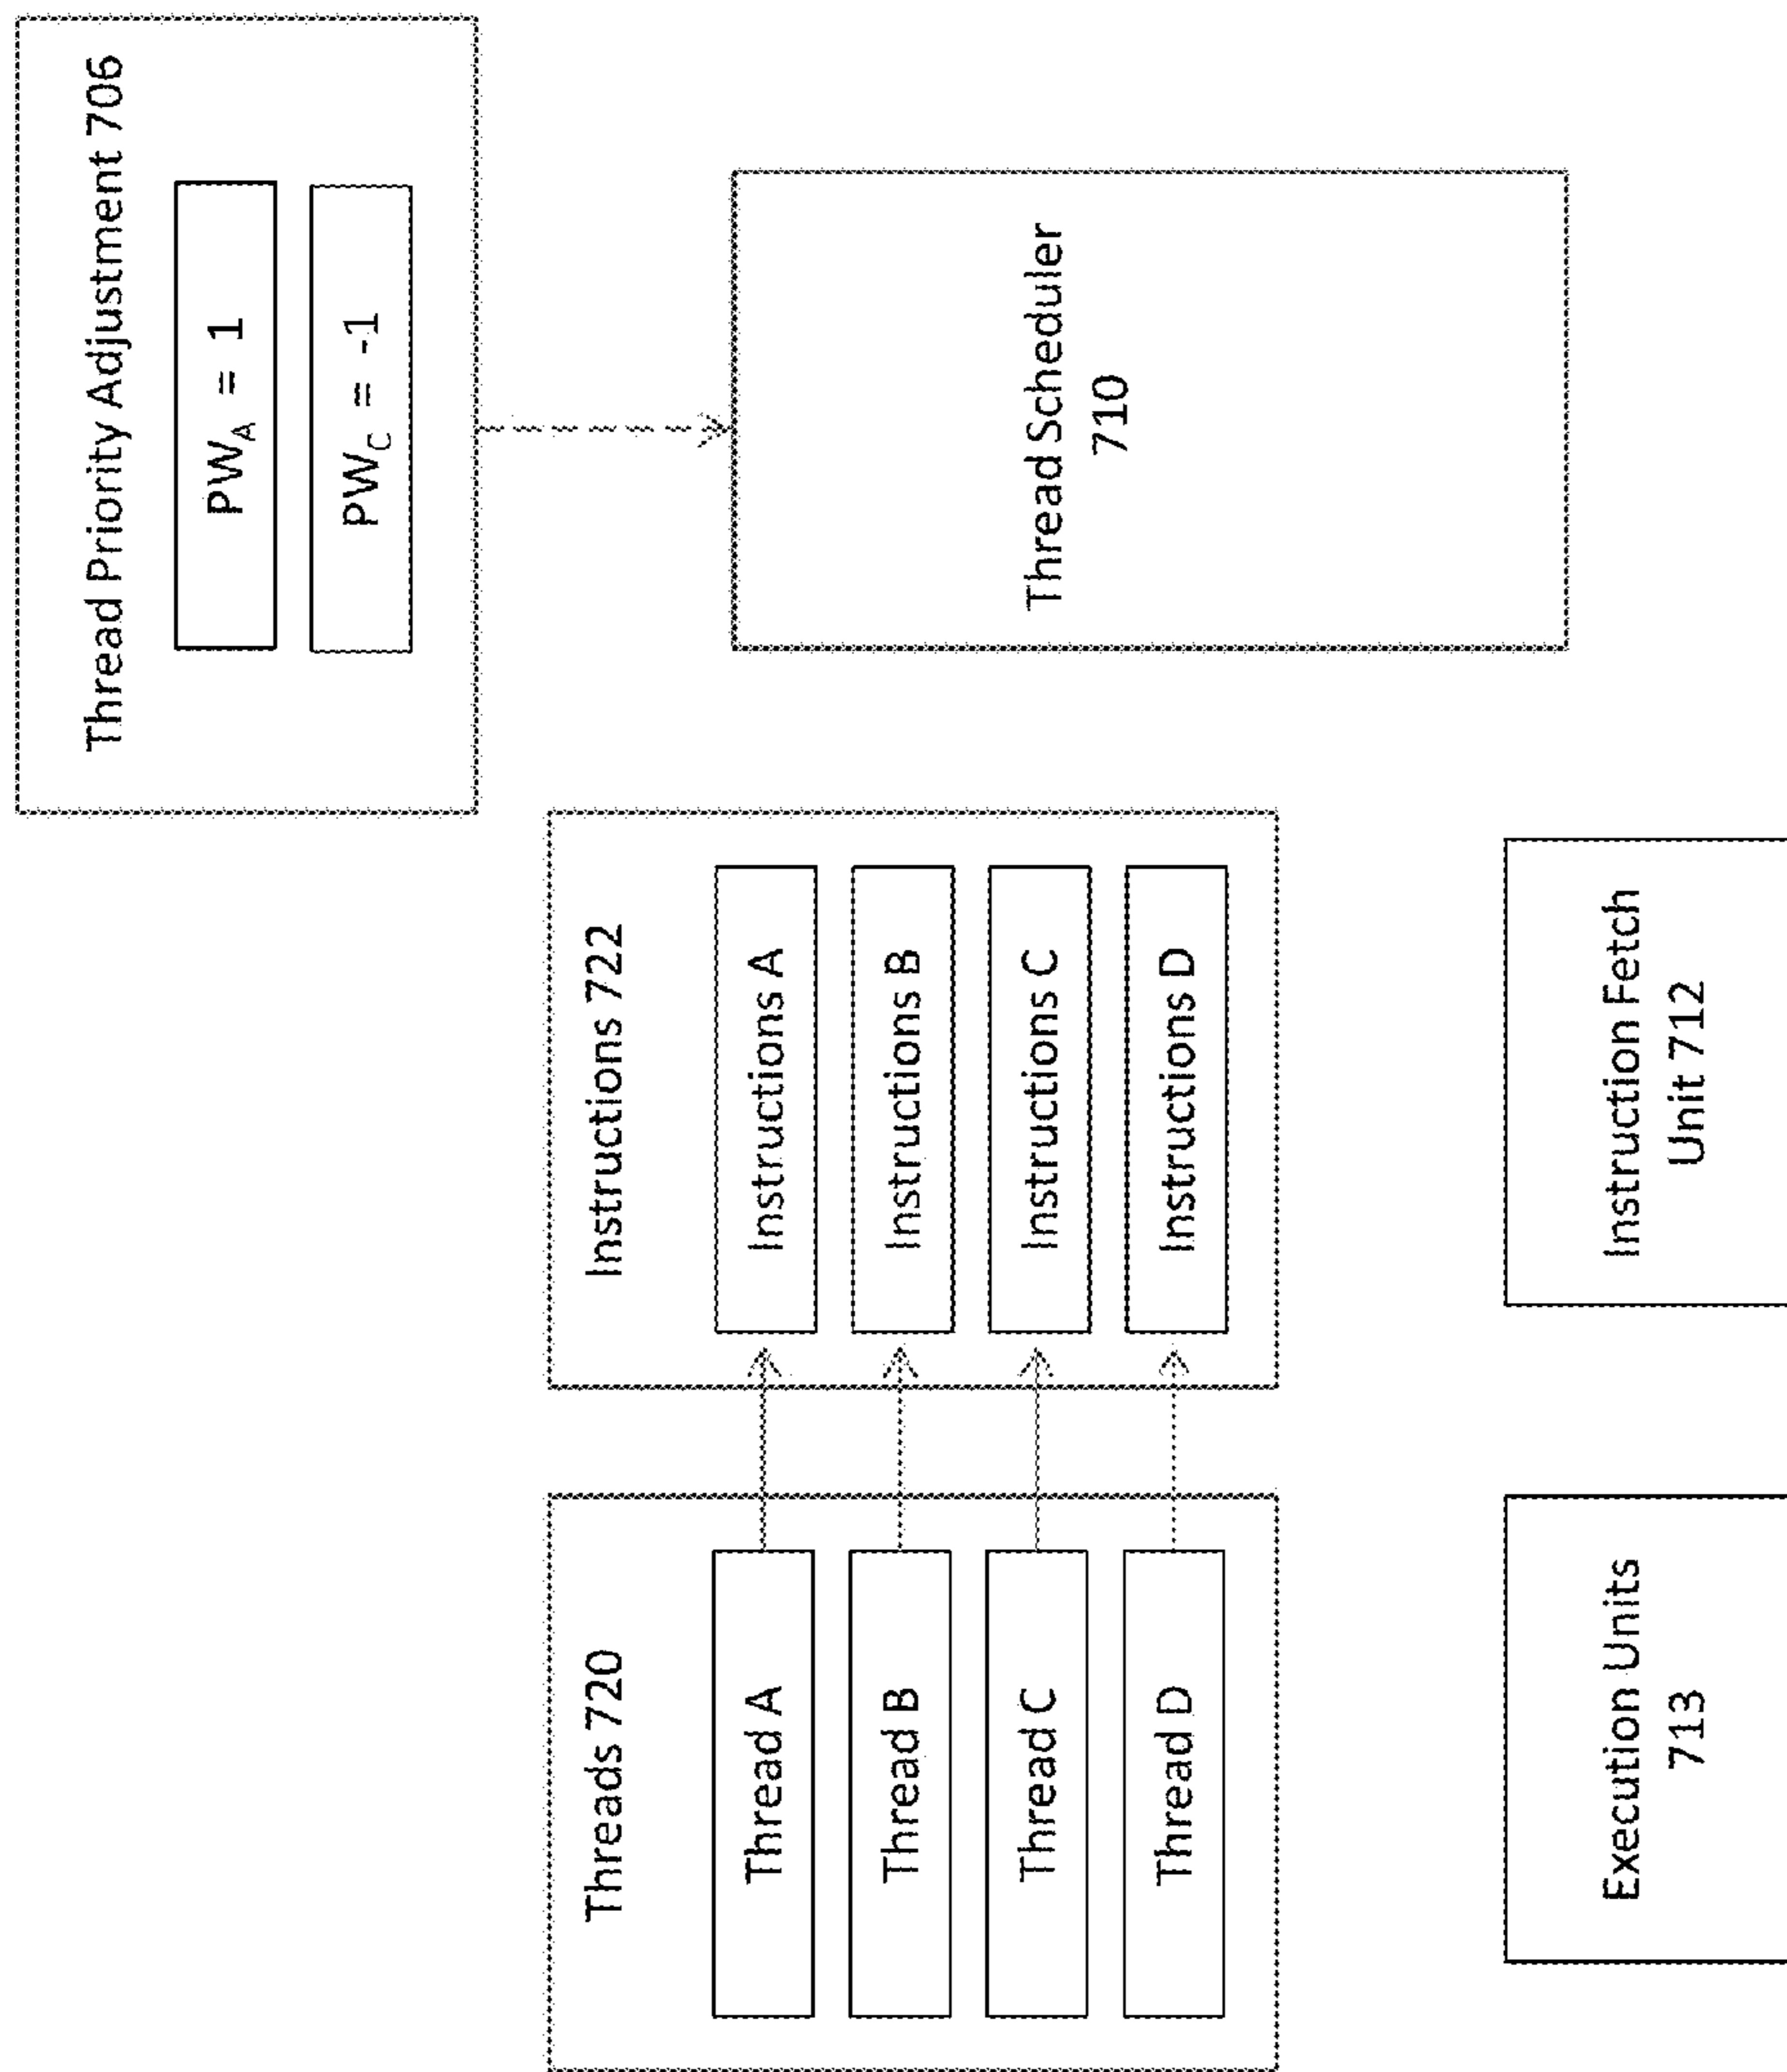 Thread Priority Adjustment 706
PW_A = 1
PW_C = -1
Threads 720
Thread A
Thread B
Thread C
Thread D
Instructions 722
Instructions A
Instructions B
Instructions C
Instructions D
Thread Scheduler
710
Execution Units
713
Instruction Fetch
Unit 712